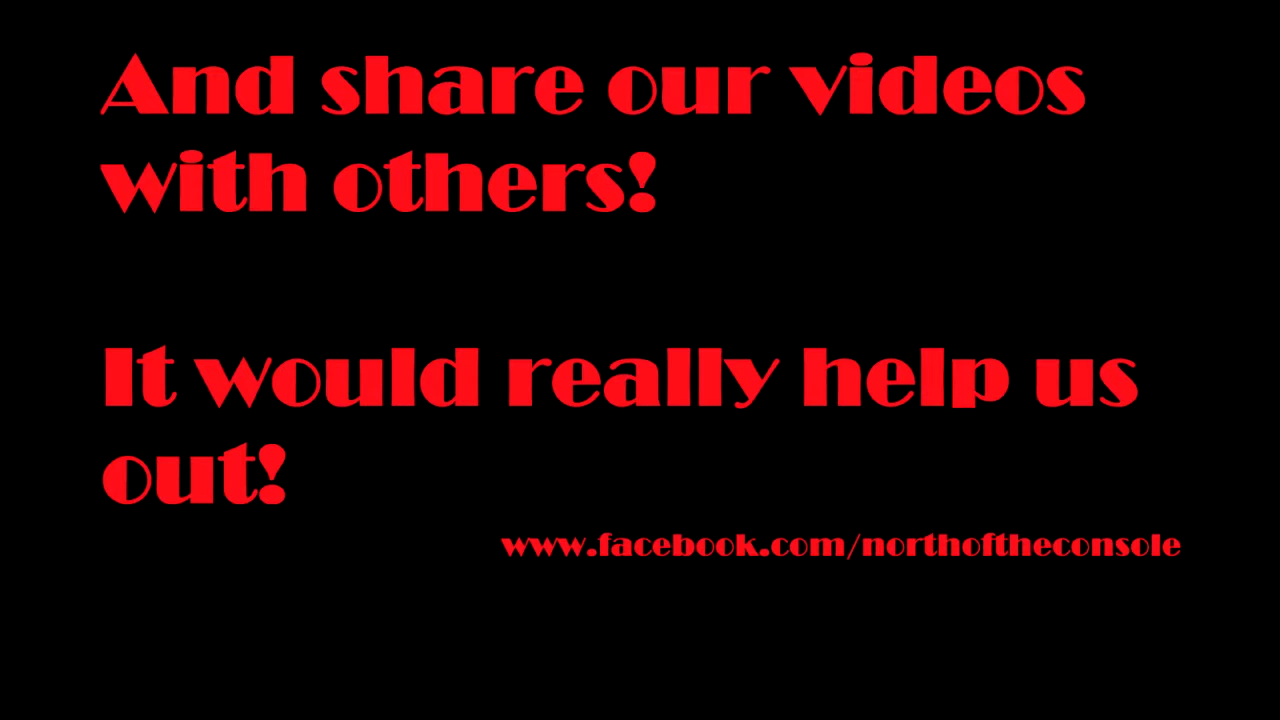 And share our videos
with others!
It would really help us
out!
www.facebook.com/northoftheconsole